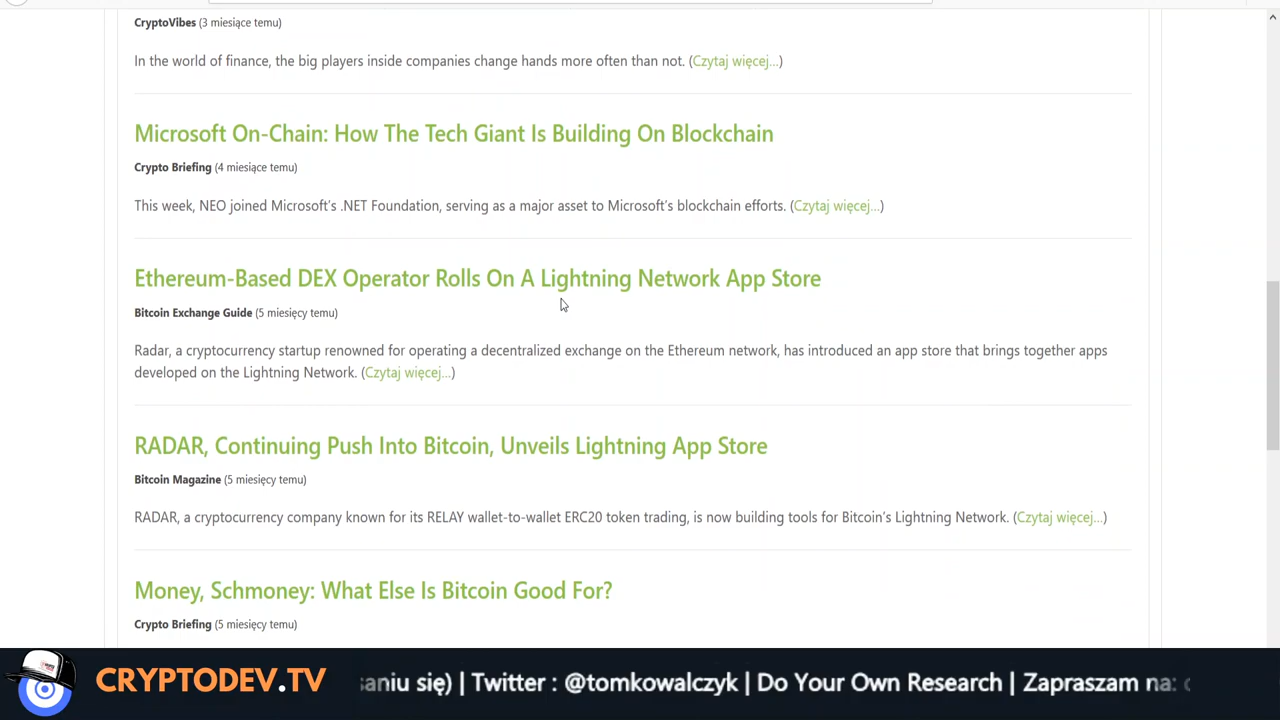 CryptoVibes (3 miesiące temu)
In the world of finance, the big players inside companies change hands more often than not. (Czytaj więcej...)
Microsoft On-Chain: How The Tech Giant Is Building On Blockchain
Crypto Briefing (4 miesiące temu)
This week, NEO joined Microsoft's .NET Foundation, serving as a major asset to Microsoft's blockchain efforts. (Czytaj więcej...)
Ethereum-Based DEX Operator Rolls On A Lightning Network App Store
Bitcoin Exchange Guide (5 miesięcy temu)
Radar, a cryptocurrency startup renowned for operating a decentralized exchange on the Ethereum network, has introduced an app store that brings together apps
developed on the Lightning Network. (Czytaj więcej...)
RADAR, Continuing Push Into Bitcoin, Unveils Lightning App Store
Bitcoin Magazine (5 miesięcy temu)
RADAR, a cryptocurrency company known for its RELAY wallet-to-wallet ERC20 token trading, is now building tools for Bitcoin's Lightning Network. (Czytaj więcej...)
Money, Schmoney: What Else Is Bitcoin Good For?
Crypto Briefing (5 miesięcy temu)
CRYPTODEV.TV
saniu się) | Twitter : @tomkowalczyk | Do Your Own Research | Zapraszam na: